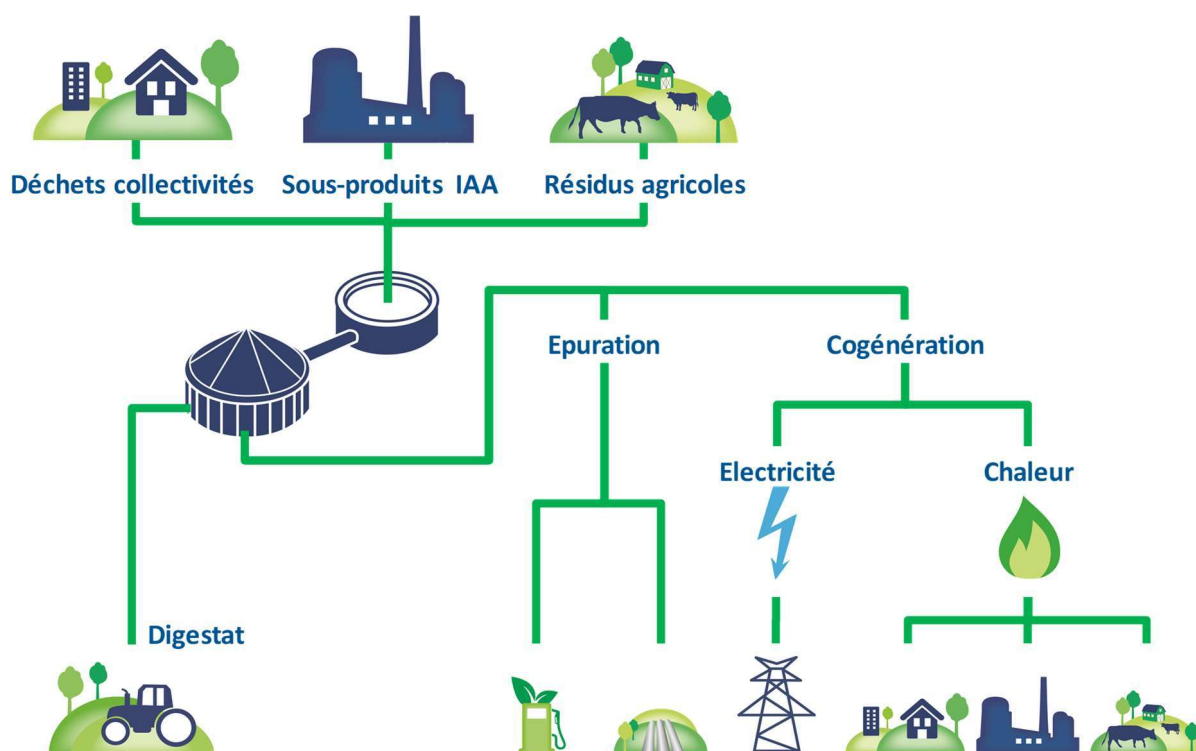 Déchets collectivités
Sous-produits IAA
Résidus agricoles
Epuration
Cogénération
Electricité
Chaleur
Digestat